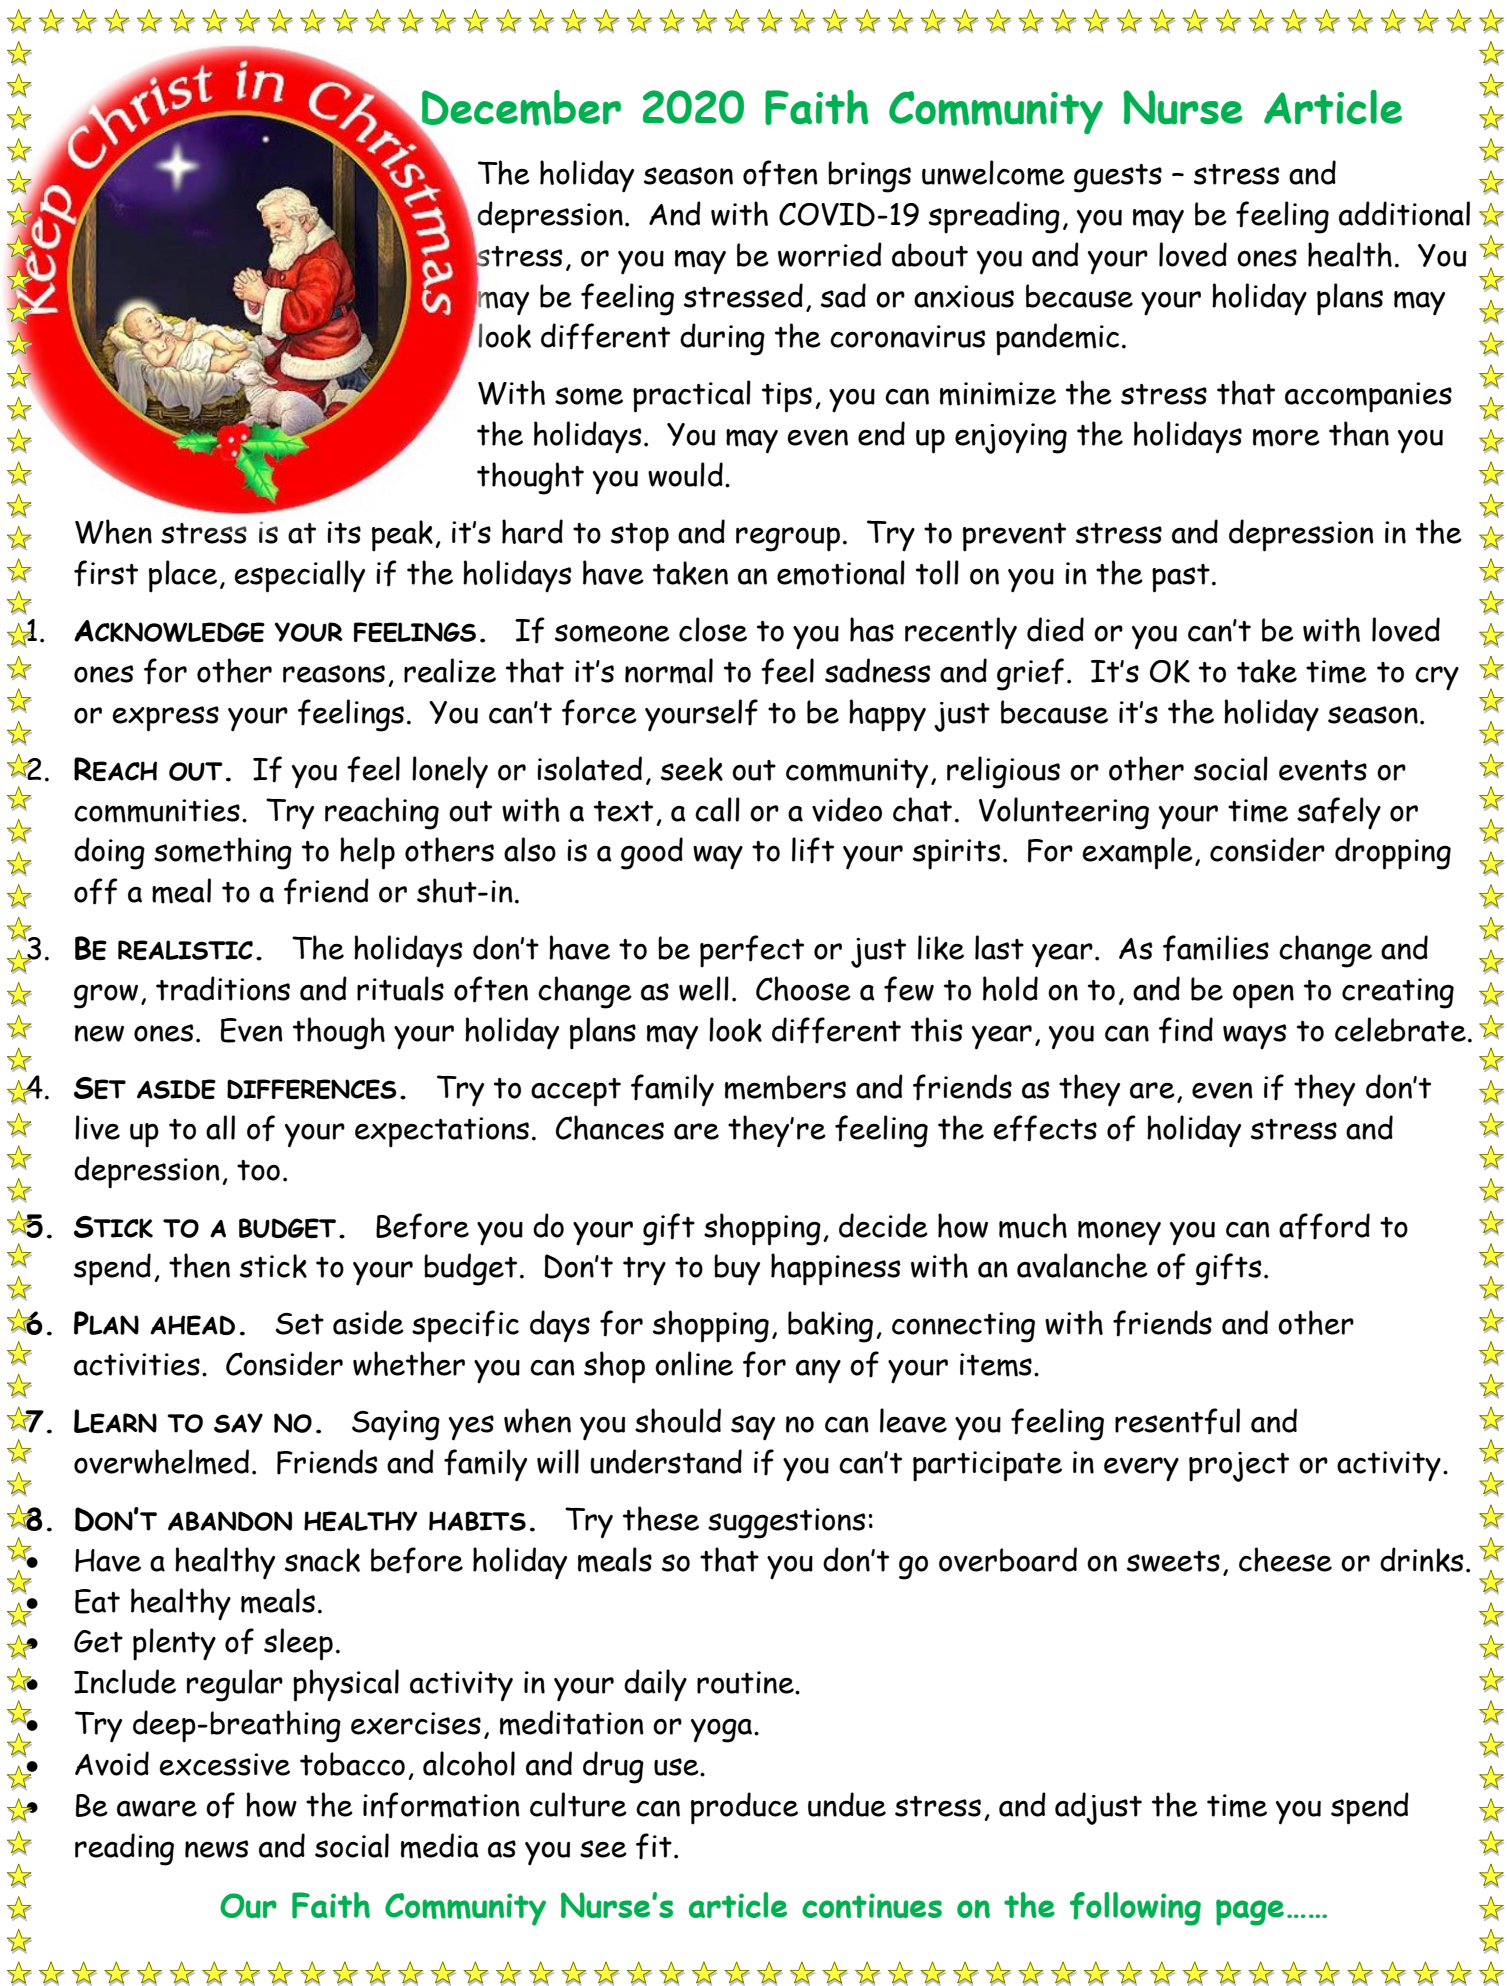 Keep Christ in Christmas
December 2020 Faith Community Nurse Article
The holiday season often brings unwelcome guests – stress and
depression.  And with COVID-19 spreading, you may be feeling additional
stress, or you may be worried about you and your loved ones health.  You
may be feeling stressed, sad or anxious because your holiday plans may
look different during the coronavirus pandemic.
With some practical tips, you can minimize the stress that accompanies
the holidays.  You may even end up enjoying the holidays more than you
thought you would.
When stress is at its peak, it's hard to stop and regroup.  Try to prevent stress and depression in the
first place, especially if the holidays have taken an emotional toll on you in the past.
1. ACKNOWLEDGE YOUR FEELINGS.  If someone close to you has recently died or you can't be with loved
ones for other reasons, realize that it's normal to feel sadness and grief.  It's OK to take time to cry
or express your feelings.  You can't force yourself to be happy just because it's the holiday season.
2. REACH OUT.  If you feel lonely or isolated, seek out community, religious or other social events or
communities.  Try reaching out with a text, a call or a video chat.  Volunteering your time safely or
doing something to help others also is a good way to lift your spirits.  For example, consider dropping
off a meal to a friend or shut-in.
3. BE REALISTIC.  The holidays don't have to be perfect or just like last year.  As families change and
grow, traditions and rituals often change as well.  Choose a few to hold on to, and be open to creating
new ones.  Even though your holiday plans may look different this year, you can find ways to celebrate.
4. SET ASIDE DIFFERENCES.  Try to accept family members and friends as they are, even if they don't
live up to all of your expectations.  Chances are they're feeling the effects of holiday stress and
depression, too.
5. STICK TO A BUDGET.  Before you do your gift shopping, decide how much money you can afford to
spend, then stick to your budget.  Don't try to buy happiness with an avalanche of gifts.
6. PLAN AHEAD.  Set aside specific days for shopping, baking, connecting with friends and other
activities.  Consider whether you can shop online for any of your items.
7. LEARN TO SAY NO.  Saying yes when you should say no can leave you feeling resentful and
overwhelmed.  Friends and family will understand if you can't participate in every project or activity.
8. DON'T ABANDON HEALTHY HABITS.  Try these suggestions:
• Have a healthy snack before holiday meals so that you don't go overboard on sweets, cheese or drinks.
• Eat healthy meals.
• Get plenty of sleep.
• Include regular physical activity in your daily routine.
• Try deep-breathing exercises, meditation or yoga.
• Avoid excessive tobacco, alcohol and drug use.
• Be aware of how the information culture can produce undue stress, and adjust the time you spend
reading news and social media as you see fit.
Our Faith Community Nurse's article continues on the following page……